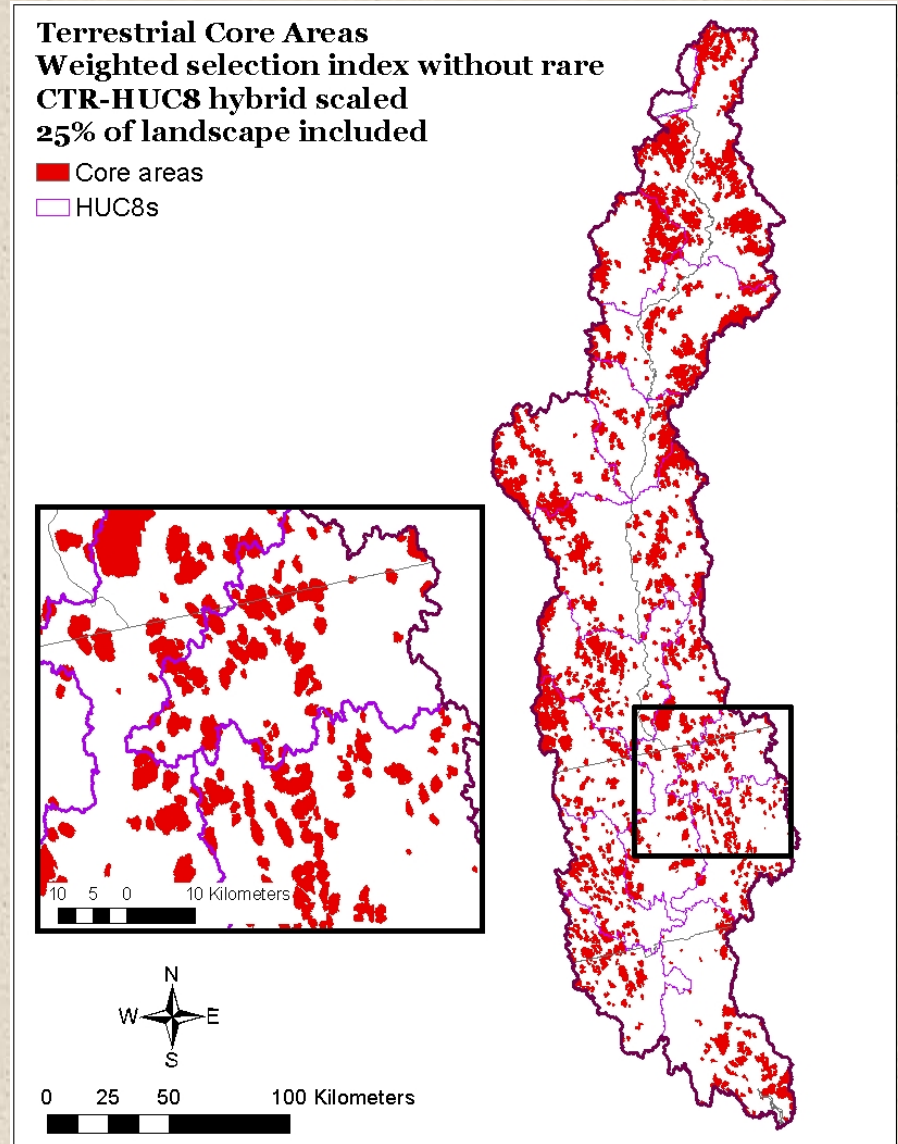 Terrestrial Core Areas
Weighted selection index without rare
CTR-HUC8 hybrid scaled
25% of landscape included
Core areas
HUC8s
10 5 0 10 Kilometers
N
W E
S
0 25 50 100 Kilometers